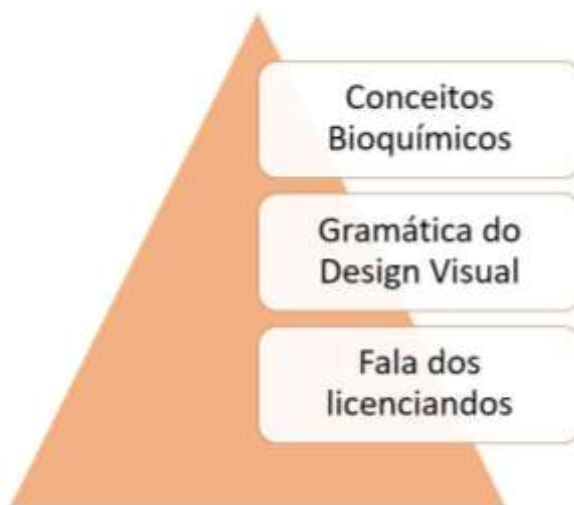 Conceitos
Bioquímicos
Gramática do
Design Visual
Fala dos
licenciandos